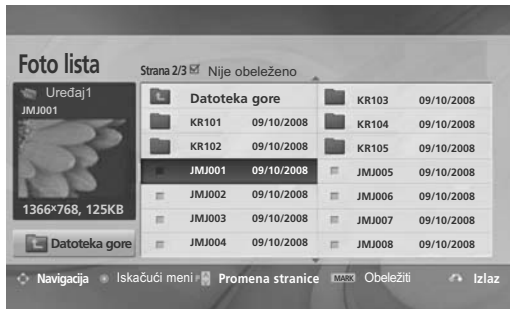 Foto lista
Strana 2/3 Nije obeleženo
Uređaj1
JMJ001
1366x768, 125KB
Datoteka gore
Datoteka gore
KR101 09/10/2008
KR102 09/10/2008
JMJ001 09/10/2008
JMJ002 09/10/2008
JMJ003 09/10/2008
JMJ004 09/10/2008
KR103 09/10/2008
KR104 09/10/2008
KR105 09/10/2008
JMJ005 09/10/2008
JMJ006 09/10/2008
JMJ007 09/10/2008
JMJ008 09/10/2008
Navigacija Iskačući meni P Promena stranice MARK Obeležiti Izlaz